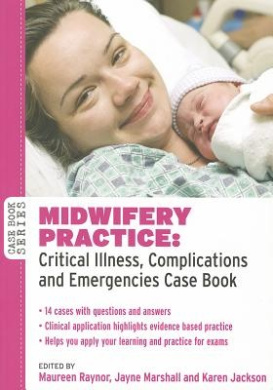 CASE BOOK
SERIES
MIDWIFERY
PRACTICE:
Critical Illness, Complications
and Emergencies Case Book
• 14 cases with questions and answers
• Clinical application highlights evidence based practice
• Helps you apply your learning and practice for exams
EDITED BY
Maureen Raynor, Jayne Marshall and Karen Jackson